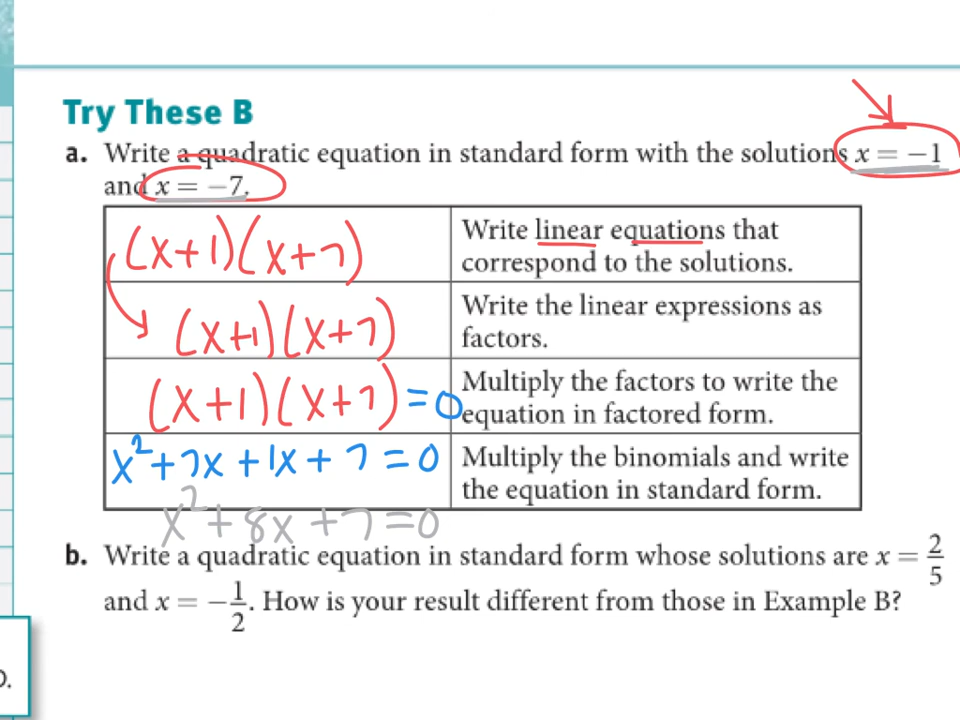 Try These B
a. Write a quadratic equation in standard form with the solutions x = −1
and x = −7.
(x+1)(x+7)
Write linear equations that
correspond to the solutions.
(x+1)(x+7)
Write the linear expressions as
factors.
(x+1)(x+7)=0
Multiply the factors to write the
equation in factored form.
x²+7x+1x+7=0
Multiply the binomials and write
the equation in standard form.
x²+8x+7=0
b. Write a quadratic equation in standard form whose solutions are x = 2/5
and x = −1/2. How is your result different from those in Example B?